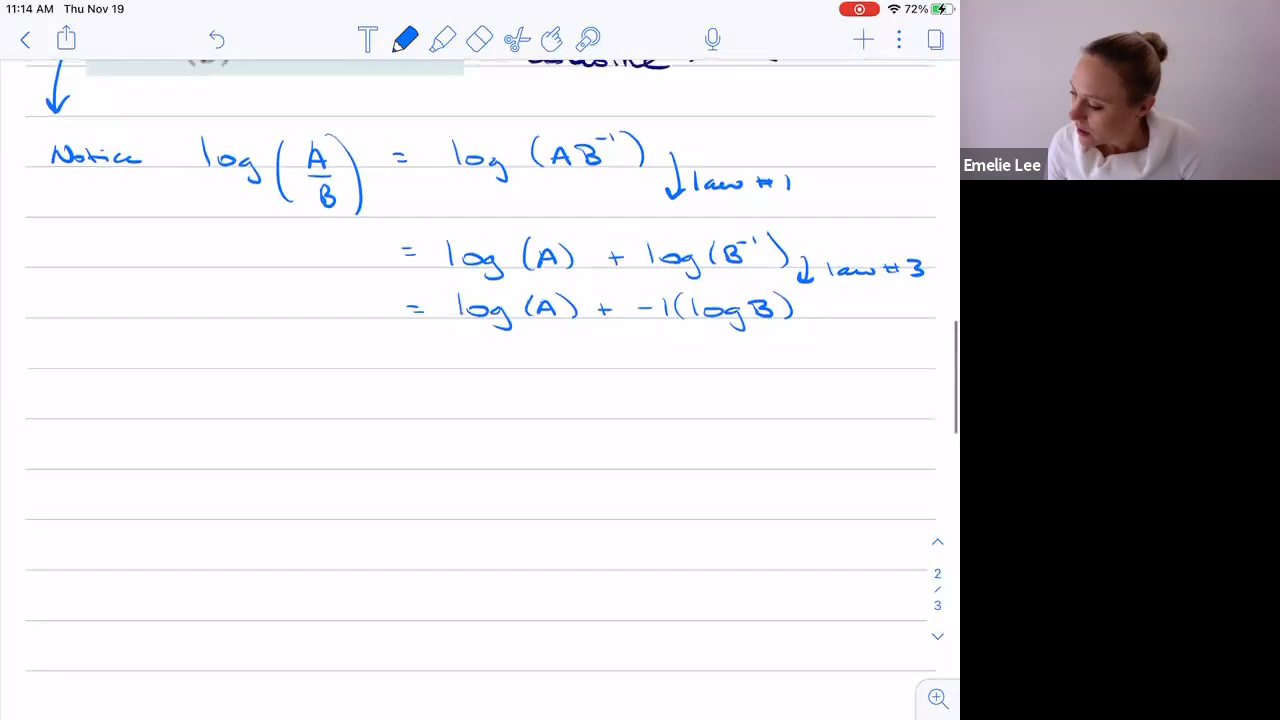 11:14 AM Thu Nov 19
72%
T
Notice log (A/B) = log (AB⁻¹)
↓ law #1
= log (A) + log (B⁻¹) ↓ law #3
= log (A) + -1(log B)
Emelie Lee
2
/
3